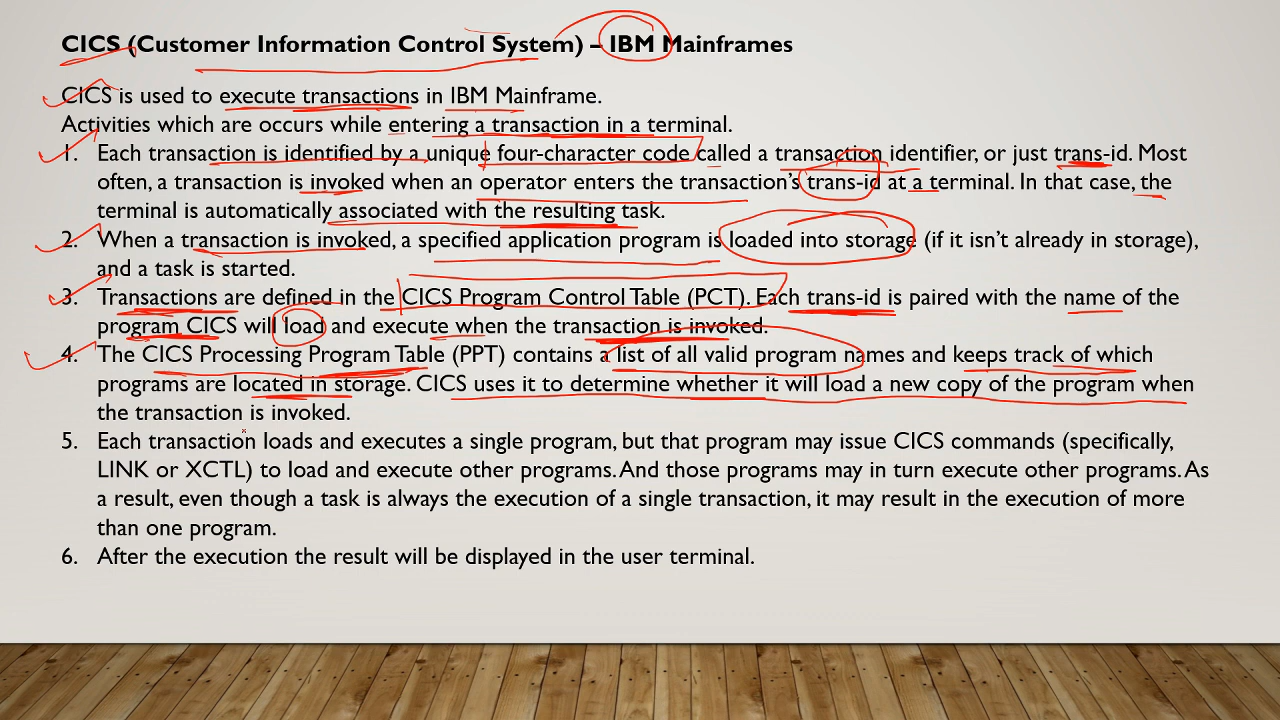 CICS (Customer Information Control System) – IBM Mainframes
CICS is used to execute transactions in IBM Mainframe.
Activities which are occurs while entering a transaction in a terminal.
1. Each transaction is identified by a unique four-character code called a transaction identifier, or just trans-id. Most
often, a transaction is invoked when an operator enters the transaction's trans-id at a terminal. In that case, the
terminal is automatically associated with the resulting task.
2. When a transaction is invoked, a specified application program is loaded into storage (if it isn't already in storage),
and a task is started.
3. Transactions are defined in the CICS Program Control Table (PCT). Each trans-id is paired with the name of the
program CICS will load and execute when the transaction is invoked.
4. The CICS Processing Program Table (PPT) contains a list of all valid program names and keeps track of which
programs are located in storage. CICS uses it to determine whether it will load a new copy of the program when
the transaction is invoked.
5. Each transaction loads and executes a single program, but that program may issue CICS commands (specifically,
LINK or XCTL) to load and execute other programs. And those programs may in turn execute other programs. As
a result, even though a task is always the execution of a single transaction, it may result in the execution of more
than one program.
6. After the execution the result will be displayed in the user terminal.